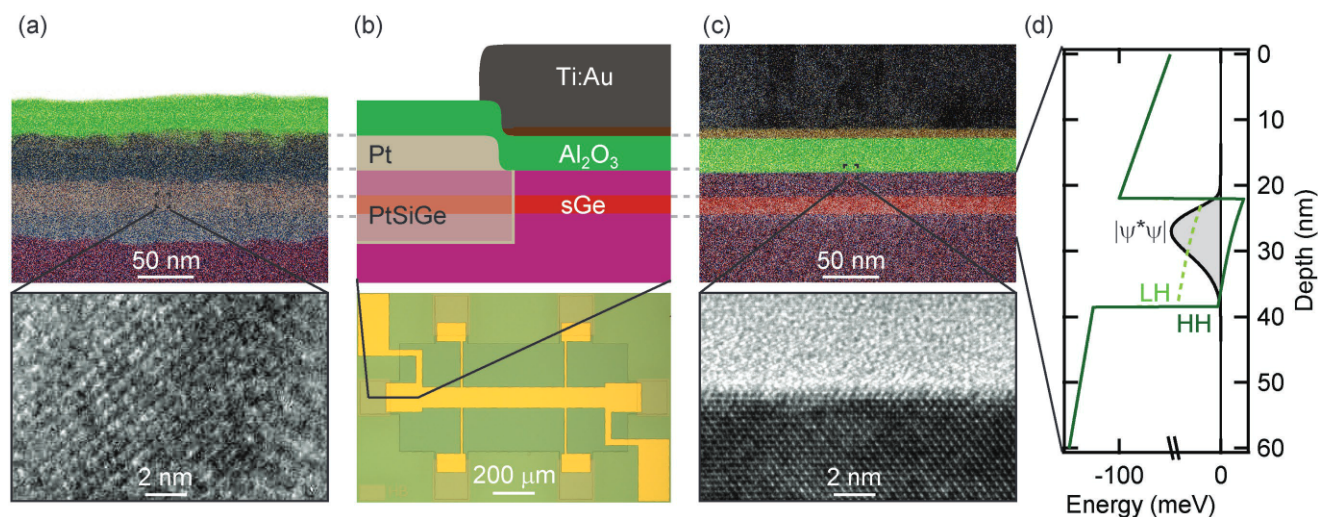 (a)
(b)
(c)
(d)
Ti:Au
Pt
Al₂O₃
PtSiGe
sGe
50 nm
50 nm
2 nm
200 μm
2 nm
0
10
20
30
40
50
60
Depth (nm)
|ψ*ψ|
LH
HH
-100
0
Energy (meV)